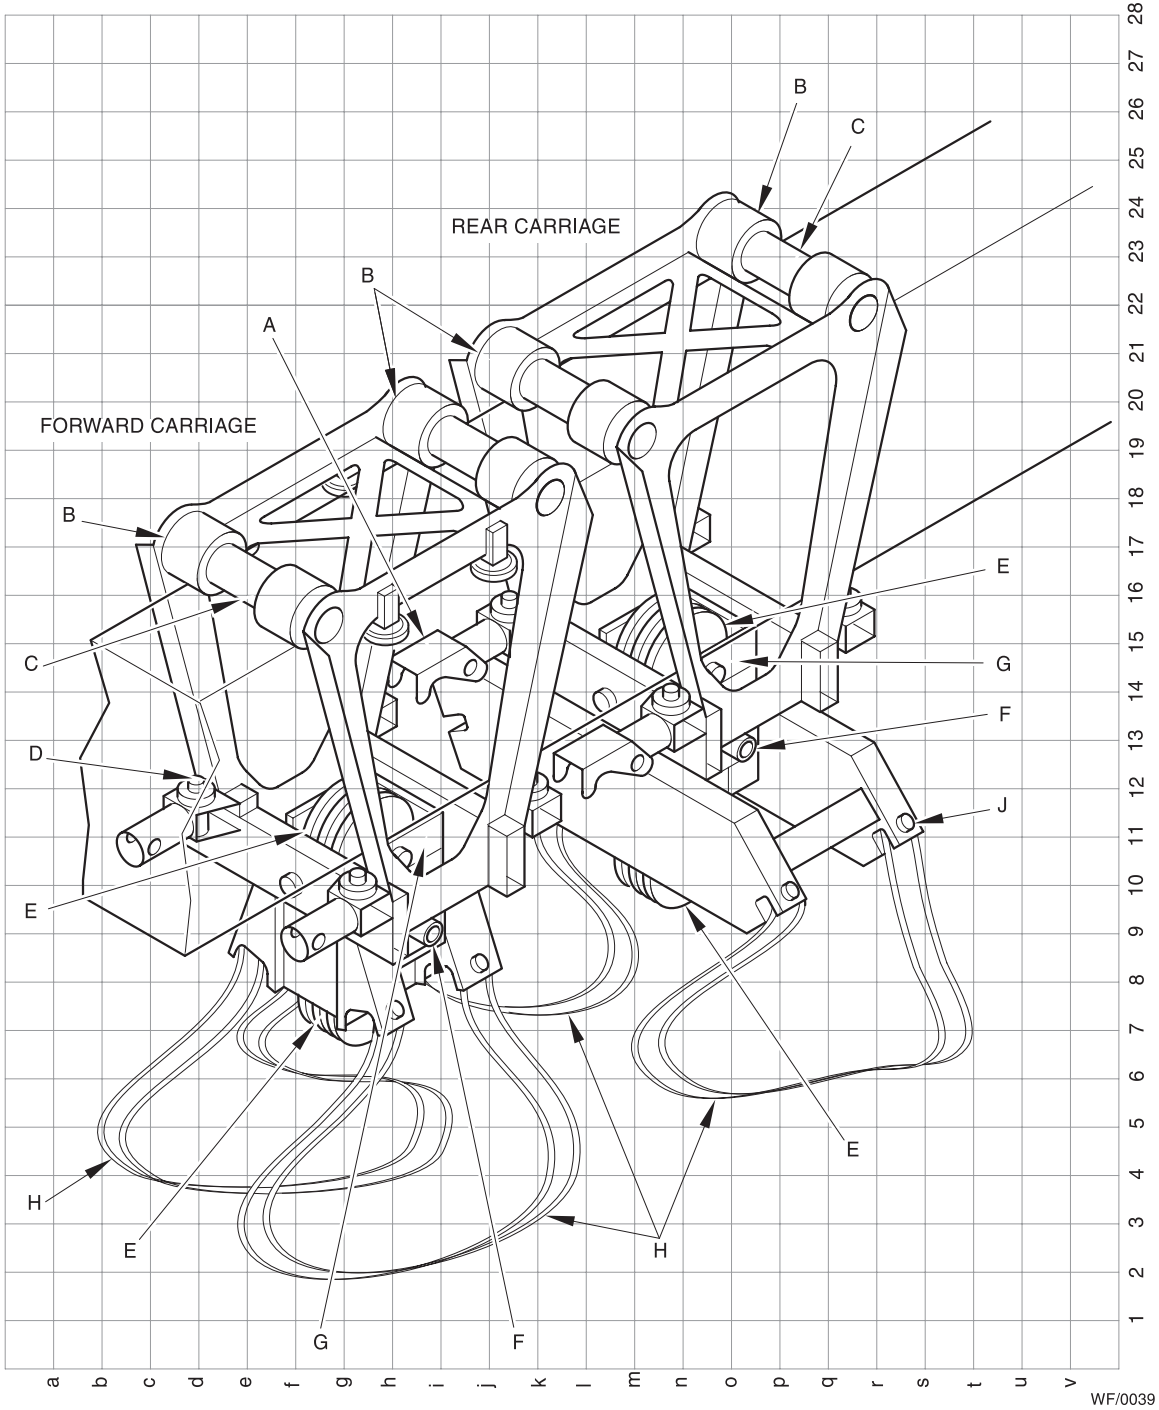 28
27
B
26
C
25
24
REAR CARRIAGE
23
B
22
A
21
20
FORWARD CARRIAGE
19
18
B
17
E
16
15
C
G
14
F
13
D
12
J
11
E
10
9
8
7
6
5
E
4
H
3
E
H
2
G
F
1
a b c d e f g h i j k l m n o p q r s t u v
WF/0039